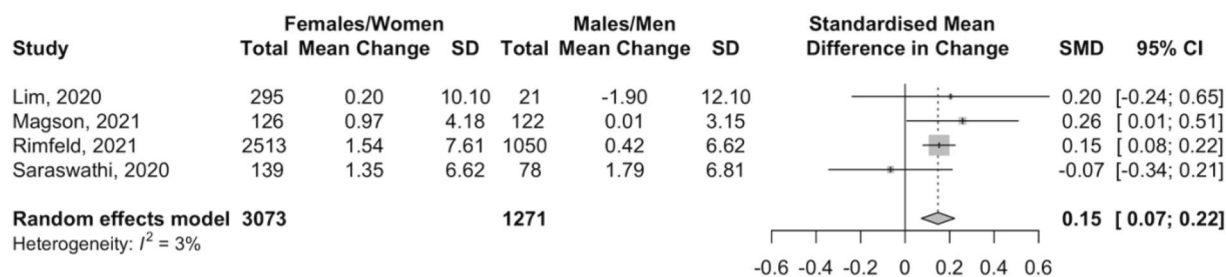 Females/Women Males/Men Standardised Mean
Study Total Mean Change SD Total Mean Change SD Difference in Change SMD 95% CI
Lim, 2020 295 0.20 10.10 21 -1.90 12.10 0.20 [-0.24; 0.65]
Magson, 2021 126 0.97 4.18 122 0.01 3.15 0.26 [ 0.01; 0.51]
Rimfeld, 2021 2513 1.54 7.61 1050 0.42 6.62 0.15 [ 0.08; 0.22]
Saraswathi, 2020 139 1.35 6.62 78 1.79 6.81 -0.07 [-0.34; 0.21]
Random effects model 3073 1271 0.15 [ 0.07; 0.22]
Heterogeneity: I² = 3%
-0.6 -0.4 -0.2 0 0.2 0.4 0.6